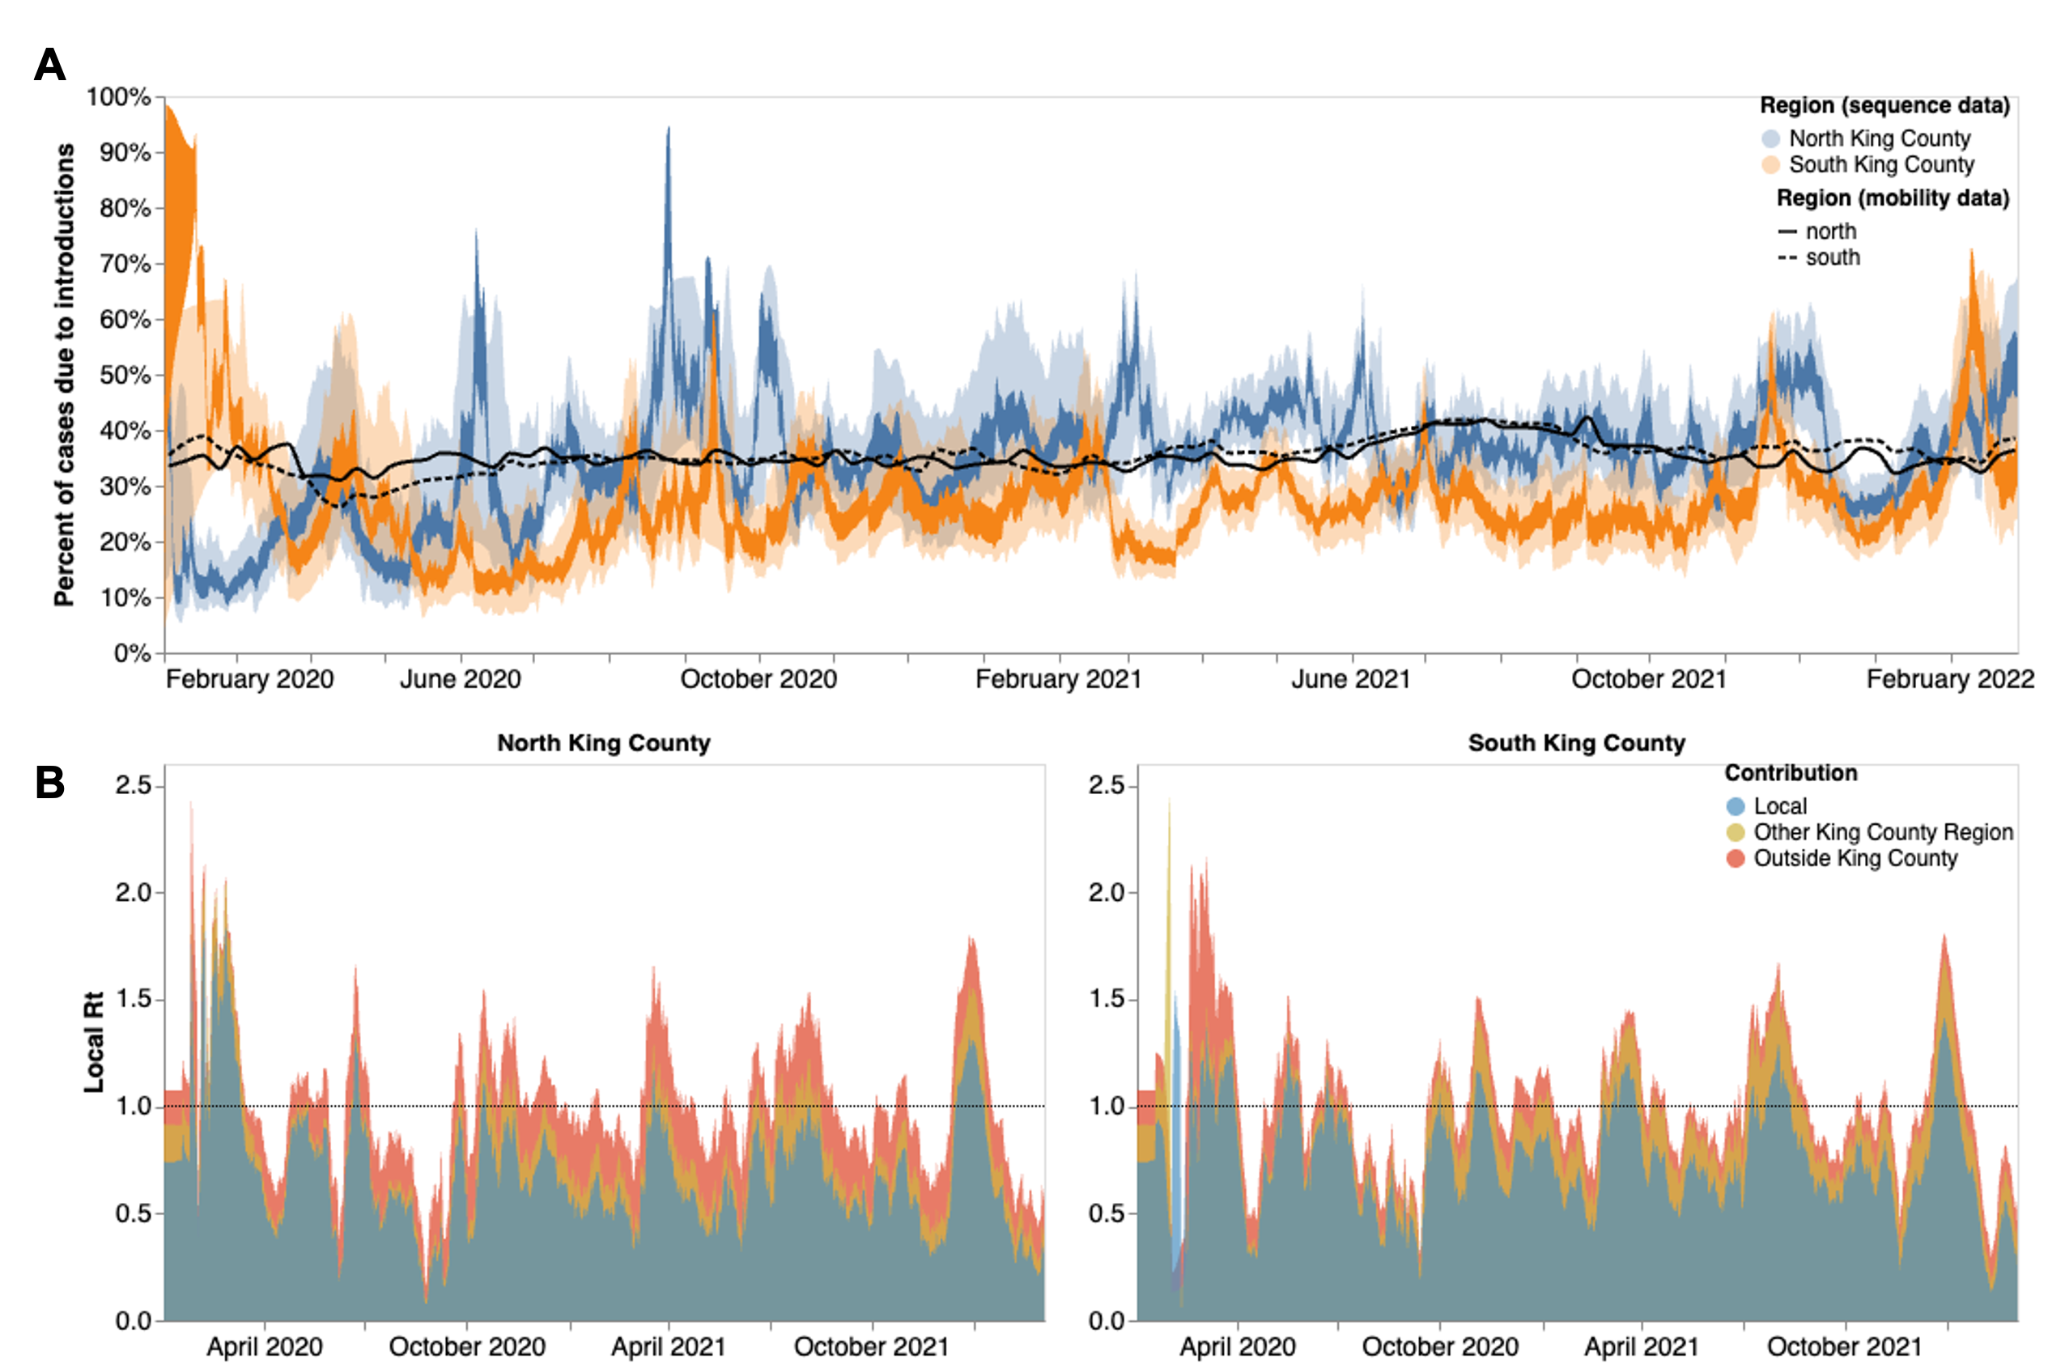 A
100%
90%
80%
70%
60%
50%
40%
30%
20%
10%
0%
Percent of cases due to introductions
Region (sequence data)
North King County
South King County
Region (mobility data)
north
south
February 2020 June 2020 October 2020 February 2021 June 2021 October 2021 February 2022
B
North King County
2.5
2.0
1.5
1.0
0.5
0.0
Local Rt
April 2020 October 2020 April 2021 October 2021
South King County
2.5
2.0
1.5
1.0
0.5
0.0
Contribution
Local
Other King County Region
Outside King County
April 2020 October 2020 April 2021 October 2021